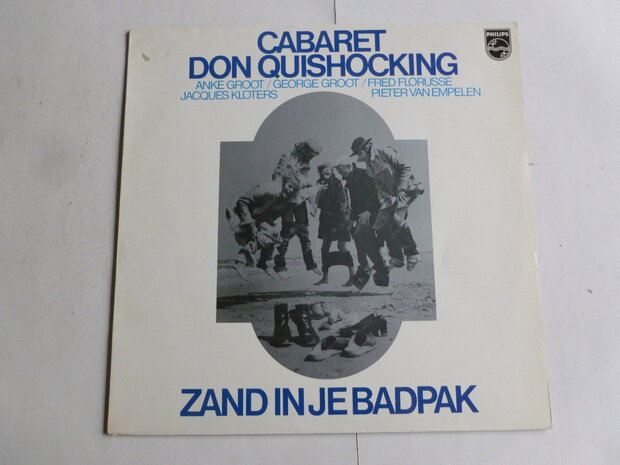 CABARET
DON QUISHOCKING
ANKE GROOT / GEORGE GROOT / FRED FLORUSSE
JACQUES KLOTERS PIETER VAN EMPELEN
PHILIPS
ZAND IN JE BADPAK